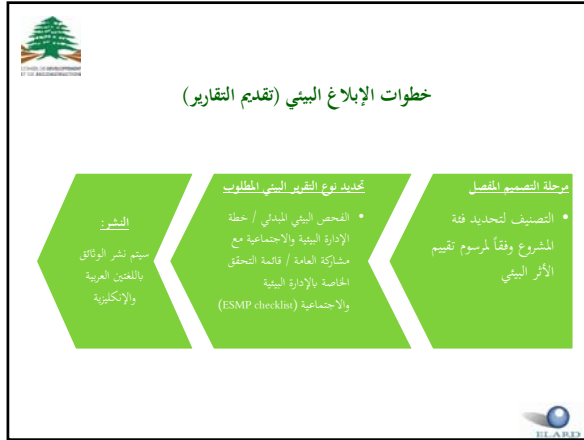 خطوات الإبلاغ البيئي (تقديم التقارير)
مرحلة التصميم المفصل
• التصنيف لتحديد فئة
المشروع وفقاً لمرسوم تقييم
الأثر البيئي
تحديد نوع التقرير البيئي المطلوب
• الفحص البيئي المبدئي / خطة
الإدارة البيئية والاجتماعية مع
مشاركة العامة / قائمة التحقق
الخاصة بالإدارة البيئية
والاجتماعية (ESMP checklist)
النشر:
سيتم نشر الوثائق
باللغتين العربية
والإنكليزية
ELARD